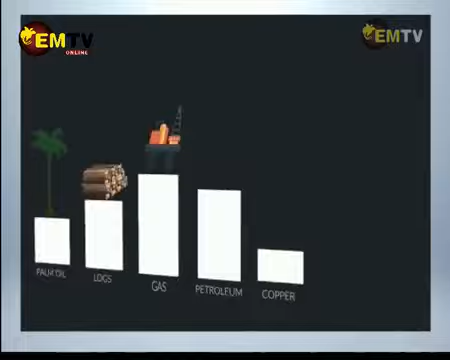 EMTV
ONLINE
EMTV
PALM OIL
LOGS
GAS
PETROLEUM
COPPER